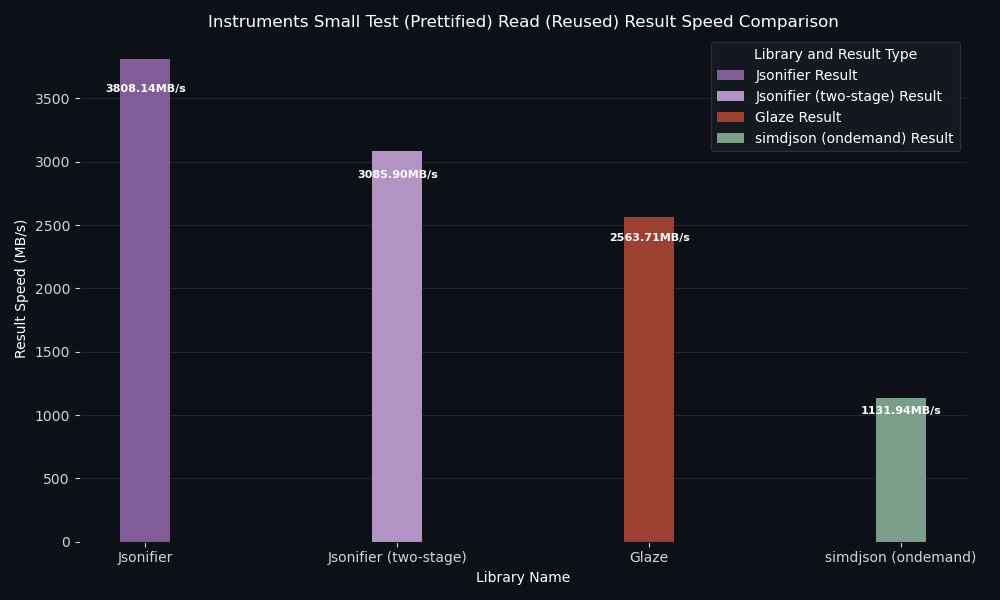 Instruments Small Test (Prettified) Read (Reused) Result Speed Comparison
Library and Result Type
Jsonifier Result
Jsonifier (two-stage) Result
Glaze Result
simdjson (ondemand) Result
Result Speed (MB/s)
3500
3000
2500
2000
1500
1000
500
0
3808.14MB/s
3085.90MB/s
2563.71MB/s
1131.94MB/s
Jsonifier
Jsonifier (two-stage)
Glaze
simdjson (ondemand)
Library Name